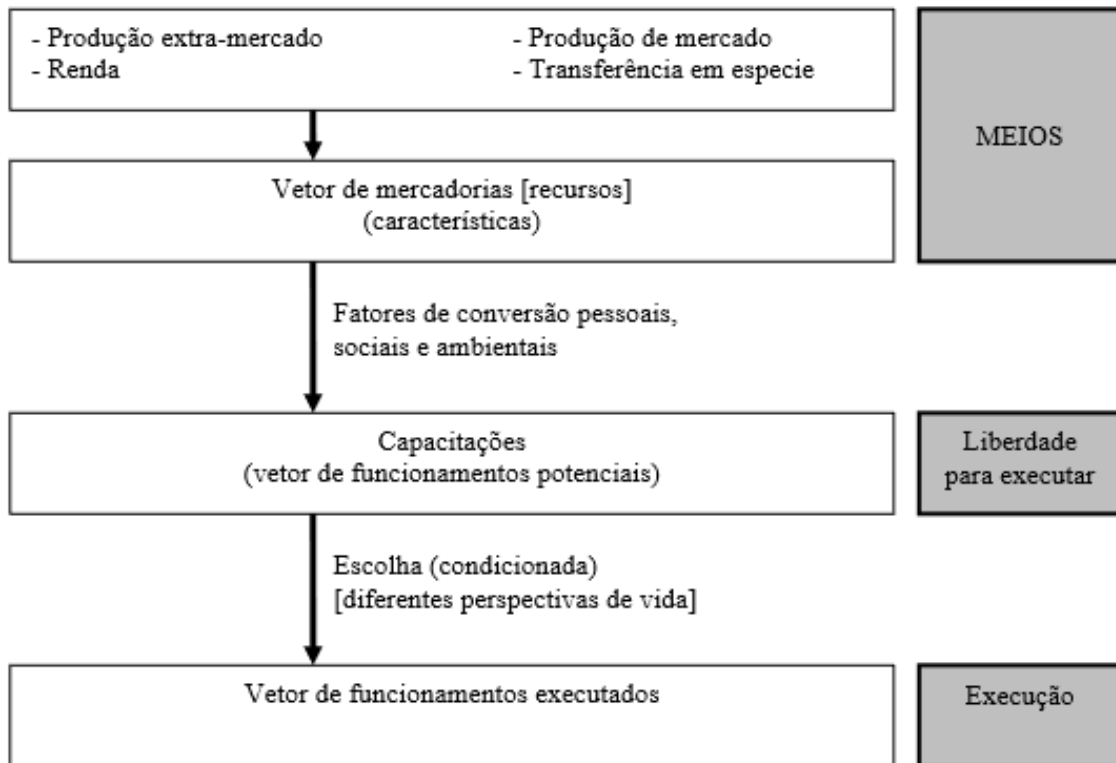 - Produção extra-mercado
- Produção de mercado
- Renda
- Transferência em especie
MEIOS
Vetor de mercadorias [recursos]
(características)
Fatores de conversão pessoais,
sociais e ambientais
Capacitações
(vetor de funcionamentos potenciais)
Liberdade
para executar
Escolha (condicionada)
[diferentes perspectivas de vida]
Vetor de funcionamentos executados
Execução